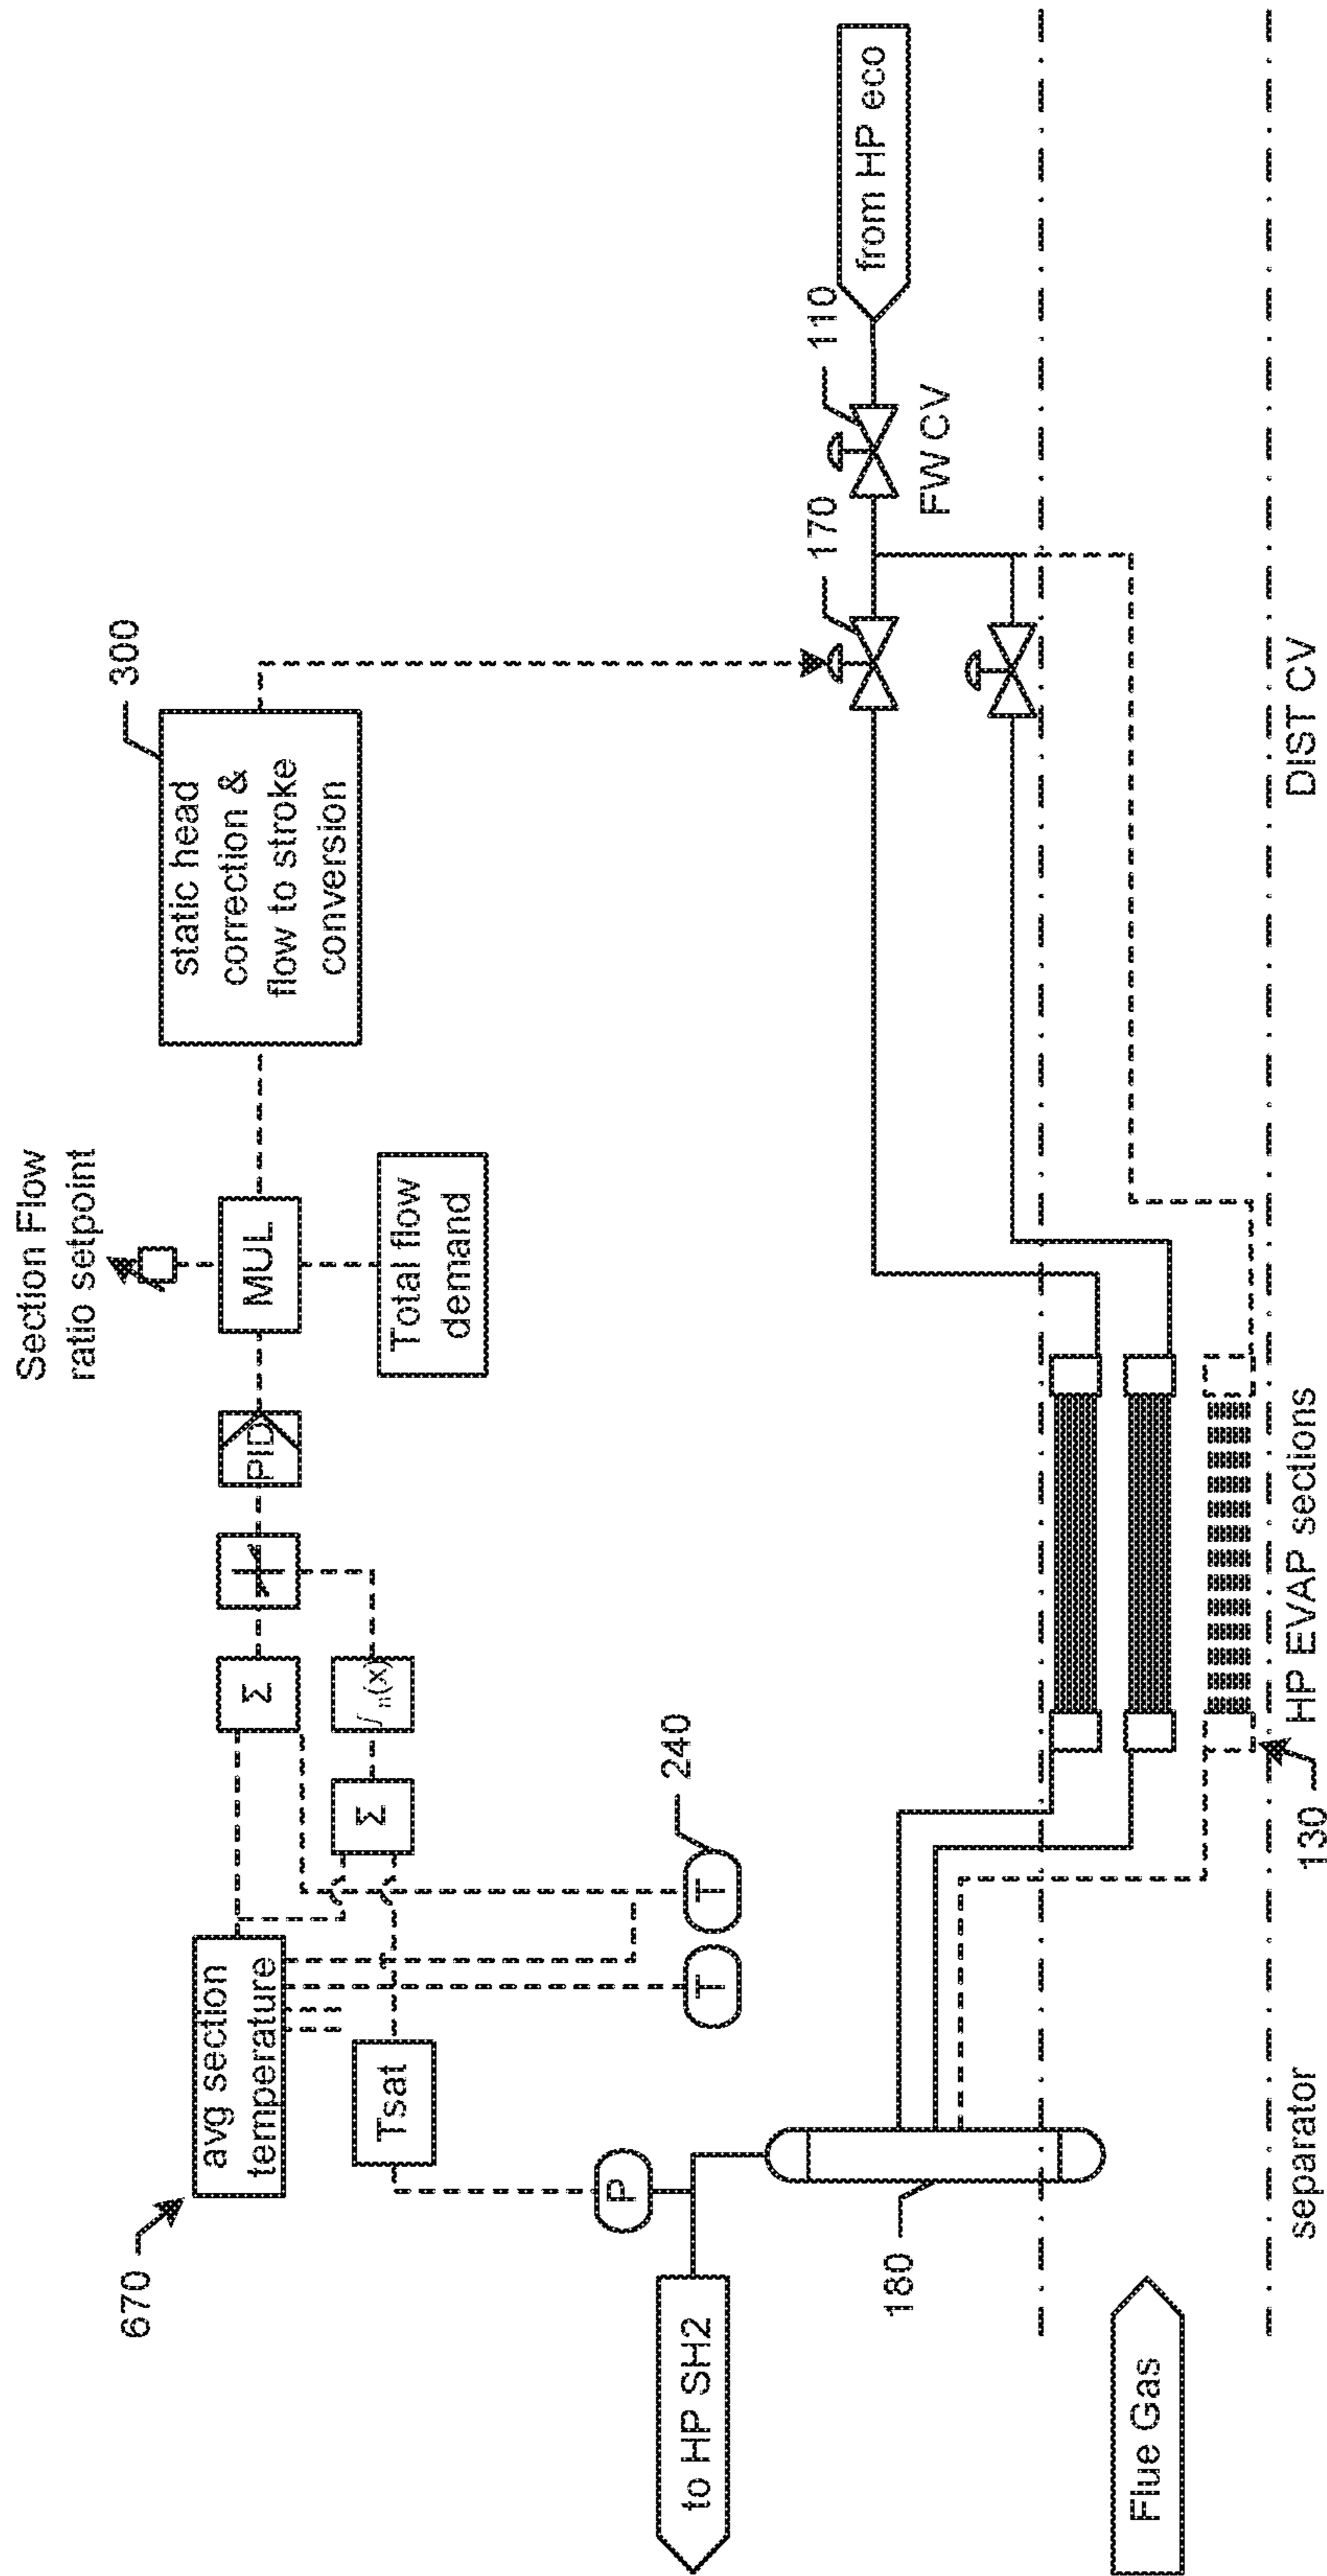 Section Flow
ratio setpoint
300
static head
correction &
flow to stroke
conversion
MUL
Total flow
demand
PID
Σ
Σ
∫n(x)
670
avg section
temperature
Tsat
P
T
T
240
to HP SH2
180
170
110
FW CV
from HP eco
DIST CV
HP EVAP sections
130
separator
Flue Gas